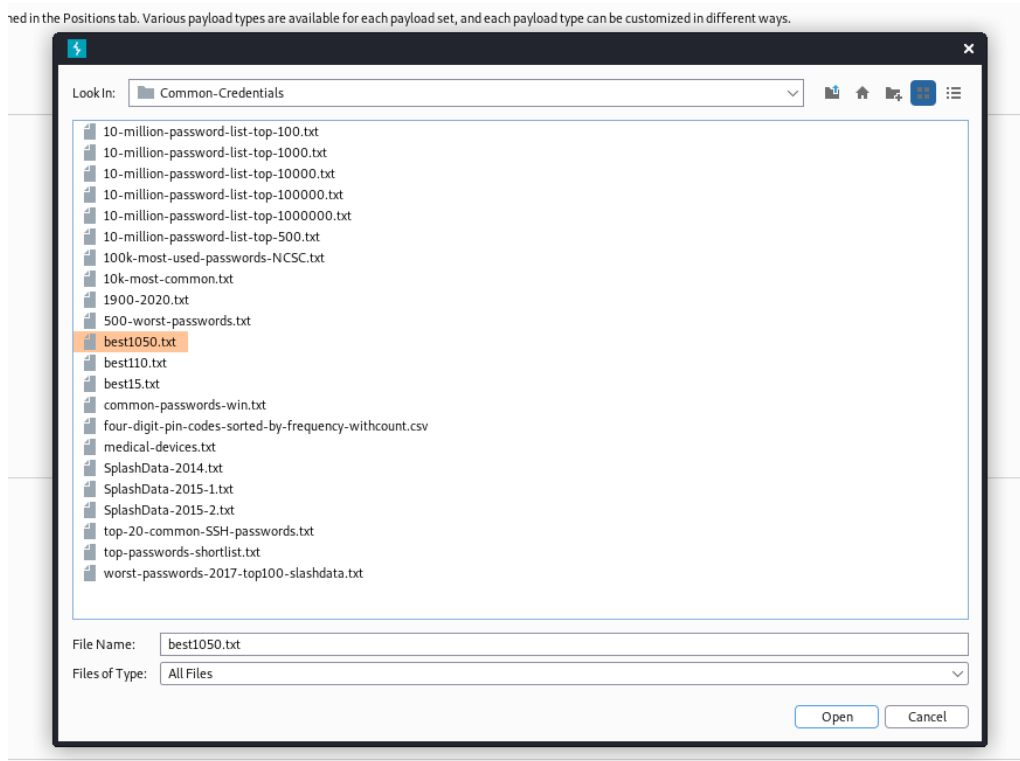 ned in the Positions tab. Various payload types are available for each payload set, and each payload type can be customized in different ways.
Look In: Common-Credentials
10-million-password-list-top-100.txt
10-million-password-list-top-1000.txt
10-million-password-list-top-10000.txt
10-million-password-list-top-100000.txt
10-million-password-list-top-1000000.txt
10-million-password-list-top-500.txt
100k-most-used-passwords-NCSC.txt
10k-most-common.txt
1900-2020.txt
500-worst-passwords.txt
best1050.txt
best110.txt
best15.txt
common-passwords-win.txt
four-digit-pin-codes-sorted-by-frequency-withcount.csv
medical-devices.txt
SplashData-2014.txt
SplashData-2015-1.txt
SplashData-2015-2.txt
top-20-common-SSH-passwords.txt
top-passwords-shortlist.txt
worst-passwords-2017-top100-slashdata.txt
File Name: best1050.txt
Files of Type: All Files
Open Cancel